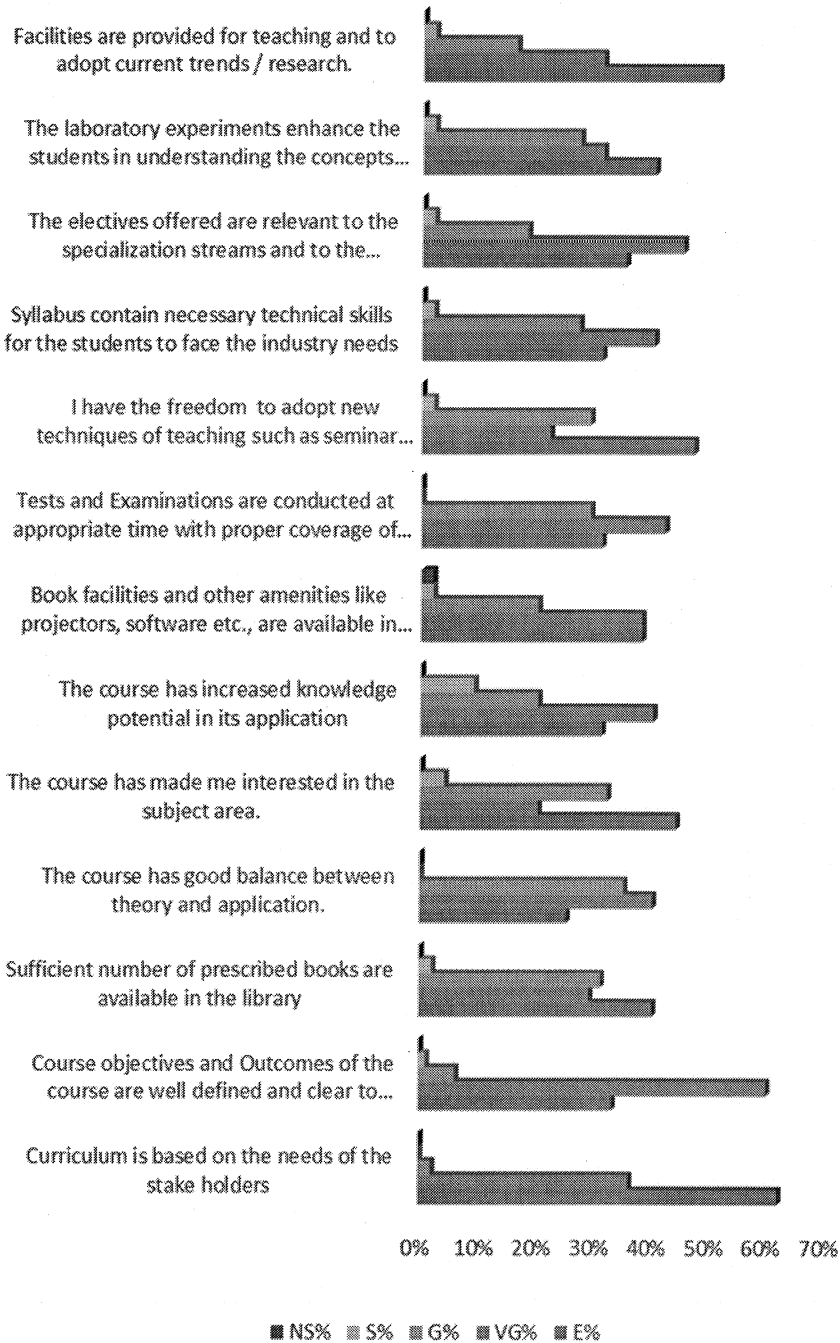 Facilities are provided for teaching and to
adopt current trends / research.
The laboratory experiments enhance the
students in understanding the concepts...
The electives offered are relevant to the
specialization streams and to the...
Syllabus contain necessary technical skills
for the students to face the industry needs
I have the freedom to adopt new
techniques of teaching such as seminar...
Tests and Examinations are conducted at
appropriate time with proper coverage of...
Book facilities and other amenities like
projectors, software etc., are available in...
The course has increased knowledge
potential in its application
The course has made me interested in the
subject area.
The course has good balance between
theory and application.
Sufficient number of prescribed books are
available in the library
Course objectives and Outcomes of the
course are well defined and clear to...
Curriculum is based on the needs of the
stake holders
0% 10% 20% 30% 40% 50% 60% 70%
NS% S% G% VG% E%